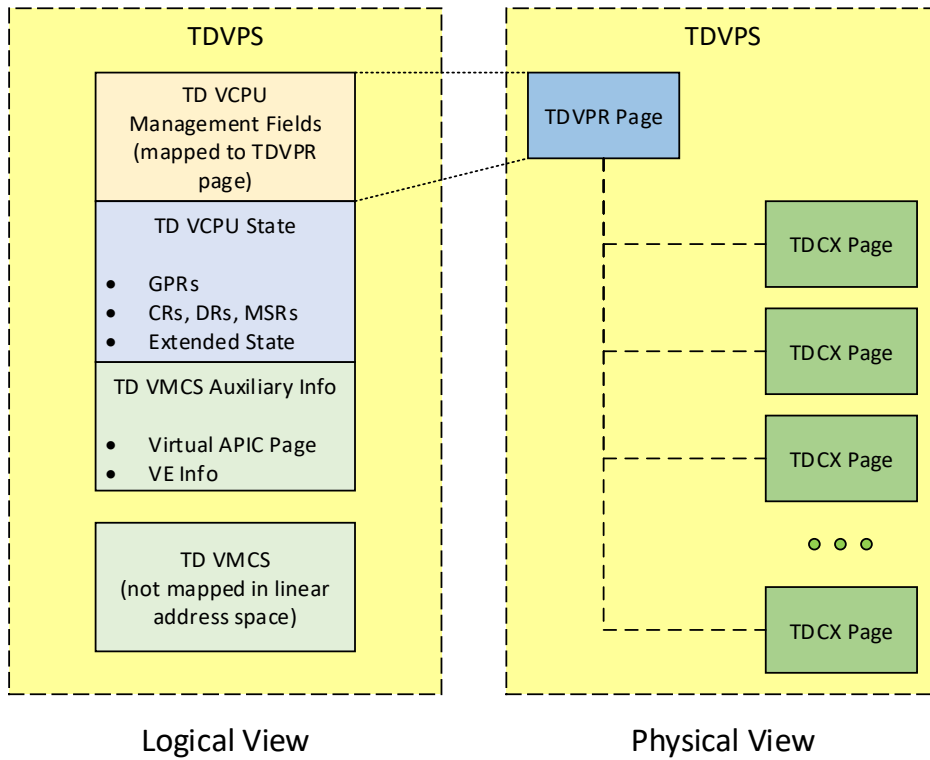 TDVPS
TD VCPU
Management Fields
(mapped to TDVPR
page)
TD VCPU State
• GPRs
• CRs, DRs, MSRs
• Extended State
TD VMCS Auxiliary Info
• Virtual APIC Page
• VE Info
TD VMCS
(not mapped in linear
address space)
Logical View
TDVPS
TDVPR Page
TDCX Page
TDCX Page
TDCX Page
TDCX Page
Physical View